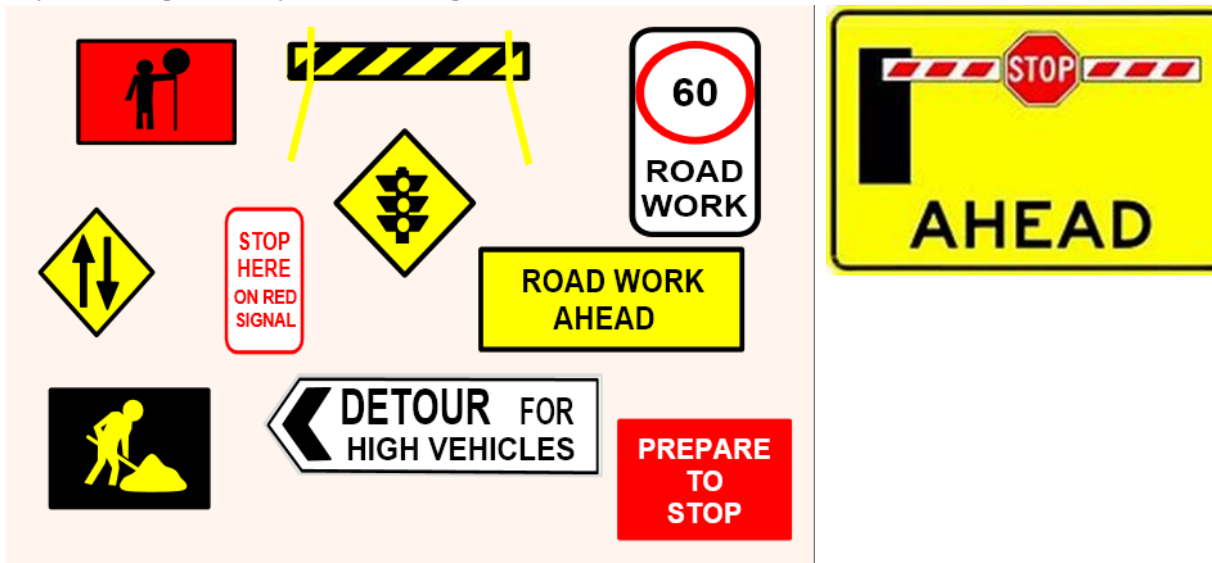 60
ROAD
WORK
STOP
AHEAD
STOP
HERE
ON RED
SIGNAL
ROAD WORK
AHEAD
DETOUR FOR
HIGH VEHICLES
PREPARE
TO
STOP